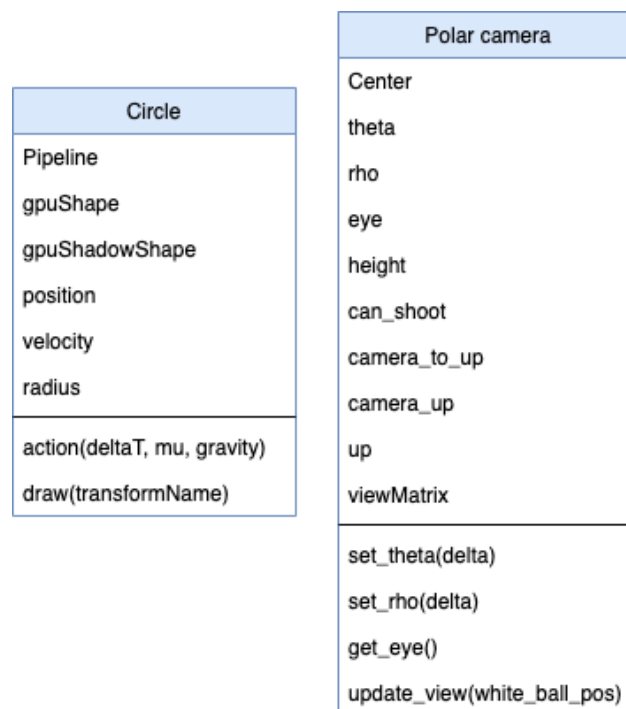 Circle
Pipeline
gpuShape
gpuShadowShape
position
velocity
radius
action(deltaT, mu, gravity)
draw(transformName)
Polar camera
Center
theta
rho
eye
height
can_shoot
camera_to_up
camera_up
up
viewMatrix
set_theta(delta)
set_rho(delta)
get_eye()
update_view(white_ball_pos)